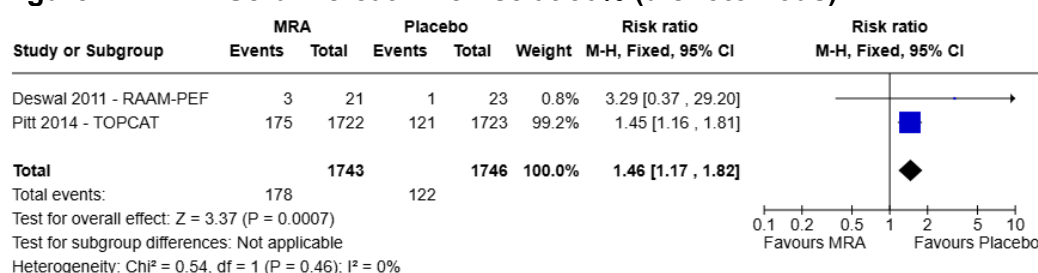 MRA Placebo Risk ratio Risk ratio
Study or Subgroup Events Total Events Total Weight M-H, Fixed, 95% CI M-H, Fixed, 95% CI
Deswal 2011 - RAAM-PEF 3 21 1 23 0.8% 3.29 [0.37 , 29.20]
Pitt 2014 - TOPCAT 175 1722 121 1723 99.2% 1.45 [1.16 , 1.81]
Total 1743 1746 100.0% 1.46 [1.17 , 1.82]
Total events: 178 122
Test for overall effect: Z = 3.37 (P = 0.0007)
0.1 0.2 0.5 1 2 5 10
Test for subgroup differences: Not applicable Favours MRA Favours Placebo
Heterogeneity: Chi² = 0.54, df = 1 (P = 0.46); I² = 0%